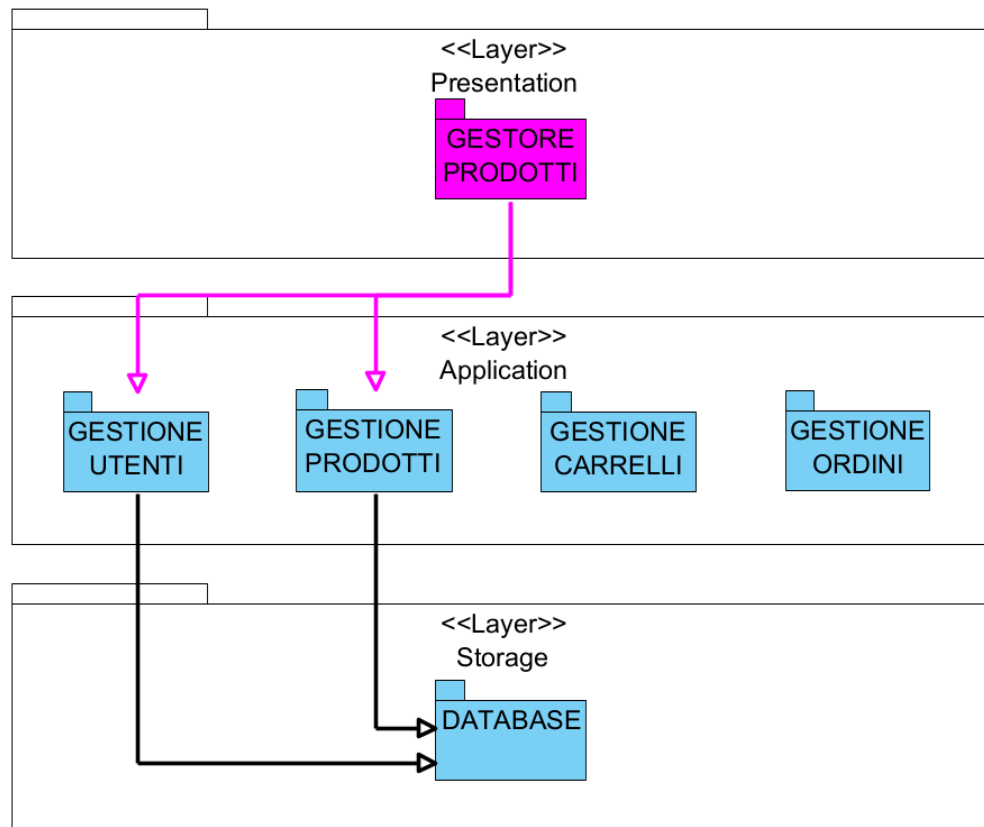 <<Layer>>
Presentation
GESTORE
PRODOTTI
<<Layer>>
Application
GESTIONE
UTENTI
GESTIONE
PRODOTTI
GESTIONE
CARRELLI
GESTIONE
ORDINI
<<Layer>>
Storage
DATABASE